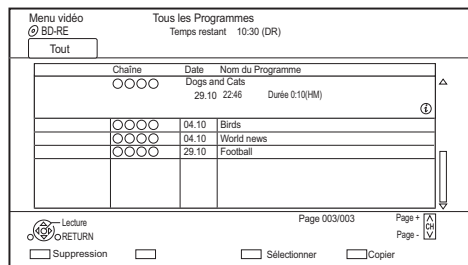 Menu vidéo
Tous les Programmes
BD-RE
Temps restant 10:30 (DR)
Tout
Chaîne Date Nom du Programme
Dogs and Cats
29.10 22:46 Durée 0:10(HM)
04.10 Birds
04.10 World news
29.10 Football
Lecture
RETURN
Page 003/003
Page +
CH
Page -
Suppression Sélectionner Copier